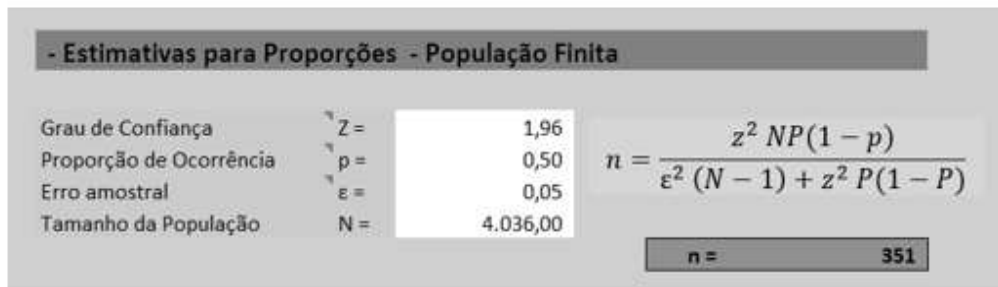 - Estimativas para Proporções - População Finita
Grau de Confiança Z = 1,96
Proporção de Ocorrência p = 0,50
Erro amostral ε = 0,05
Tamanho da População N = 4.036,00
n = z² NP(1 − p) / ε² (N − 1) + z² P(1 − P)
n = 351